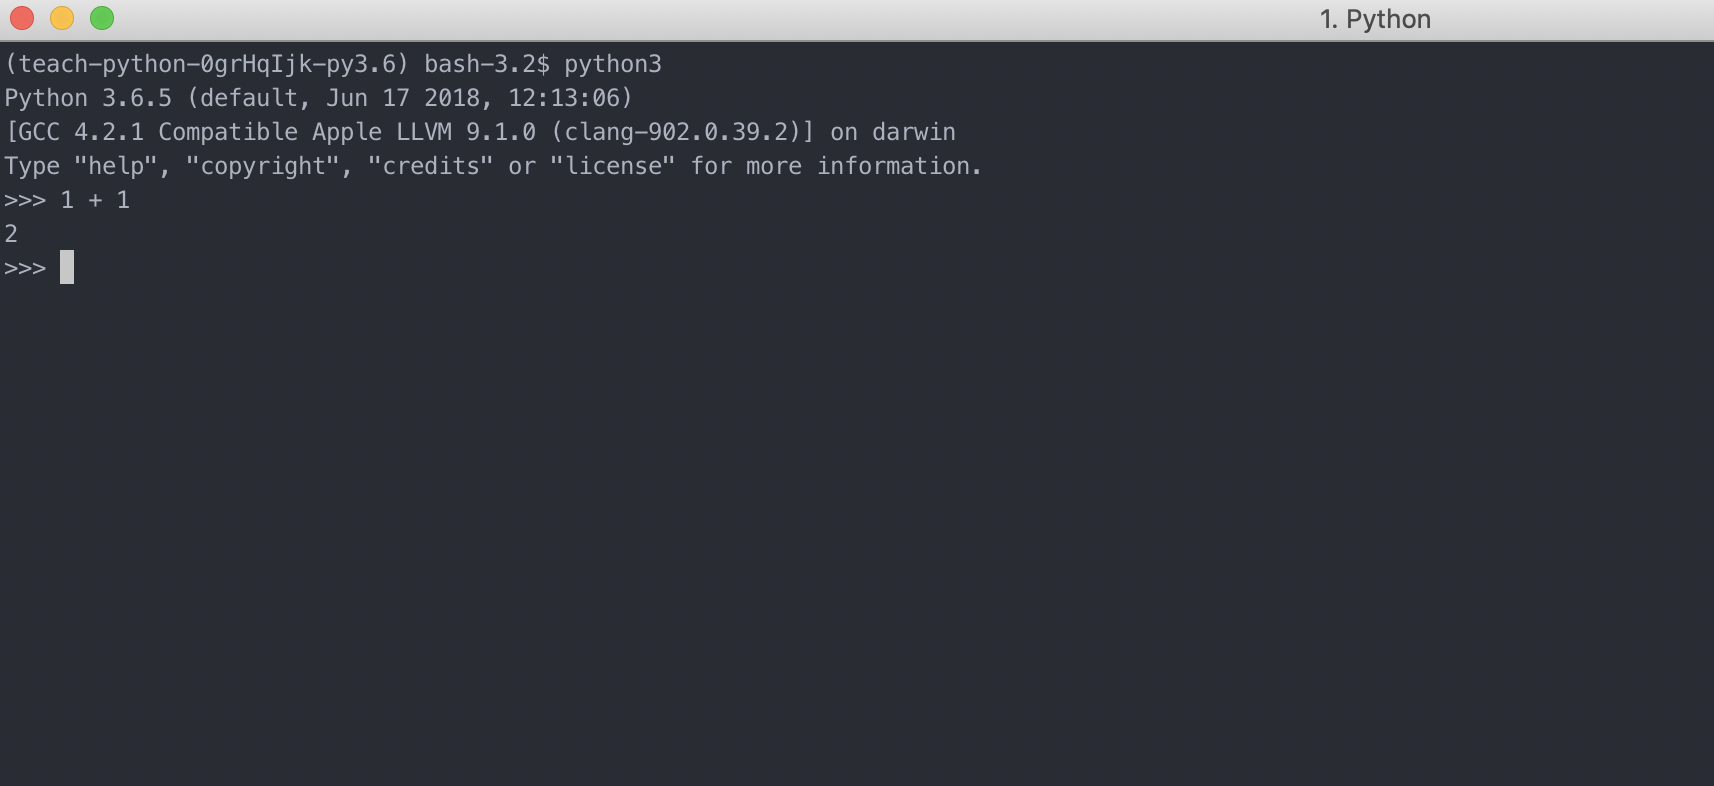 1. Python
(teach-python-0grHqIjk-py3.6) bash-3.2$ python3
Python 3.6.5 (default, Jun 17 2018, 12:13:06)
[GCC 4.2.1 Compatible Apple LLVM 9.1.0 (clang-902.0.39.2)] on darwin
Type "help", "copyright", "credits" or "license" for more information.
>>> 1 + 1
2
>>>